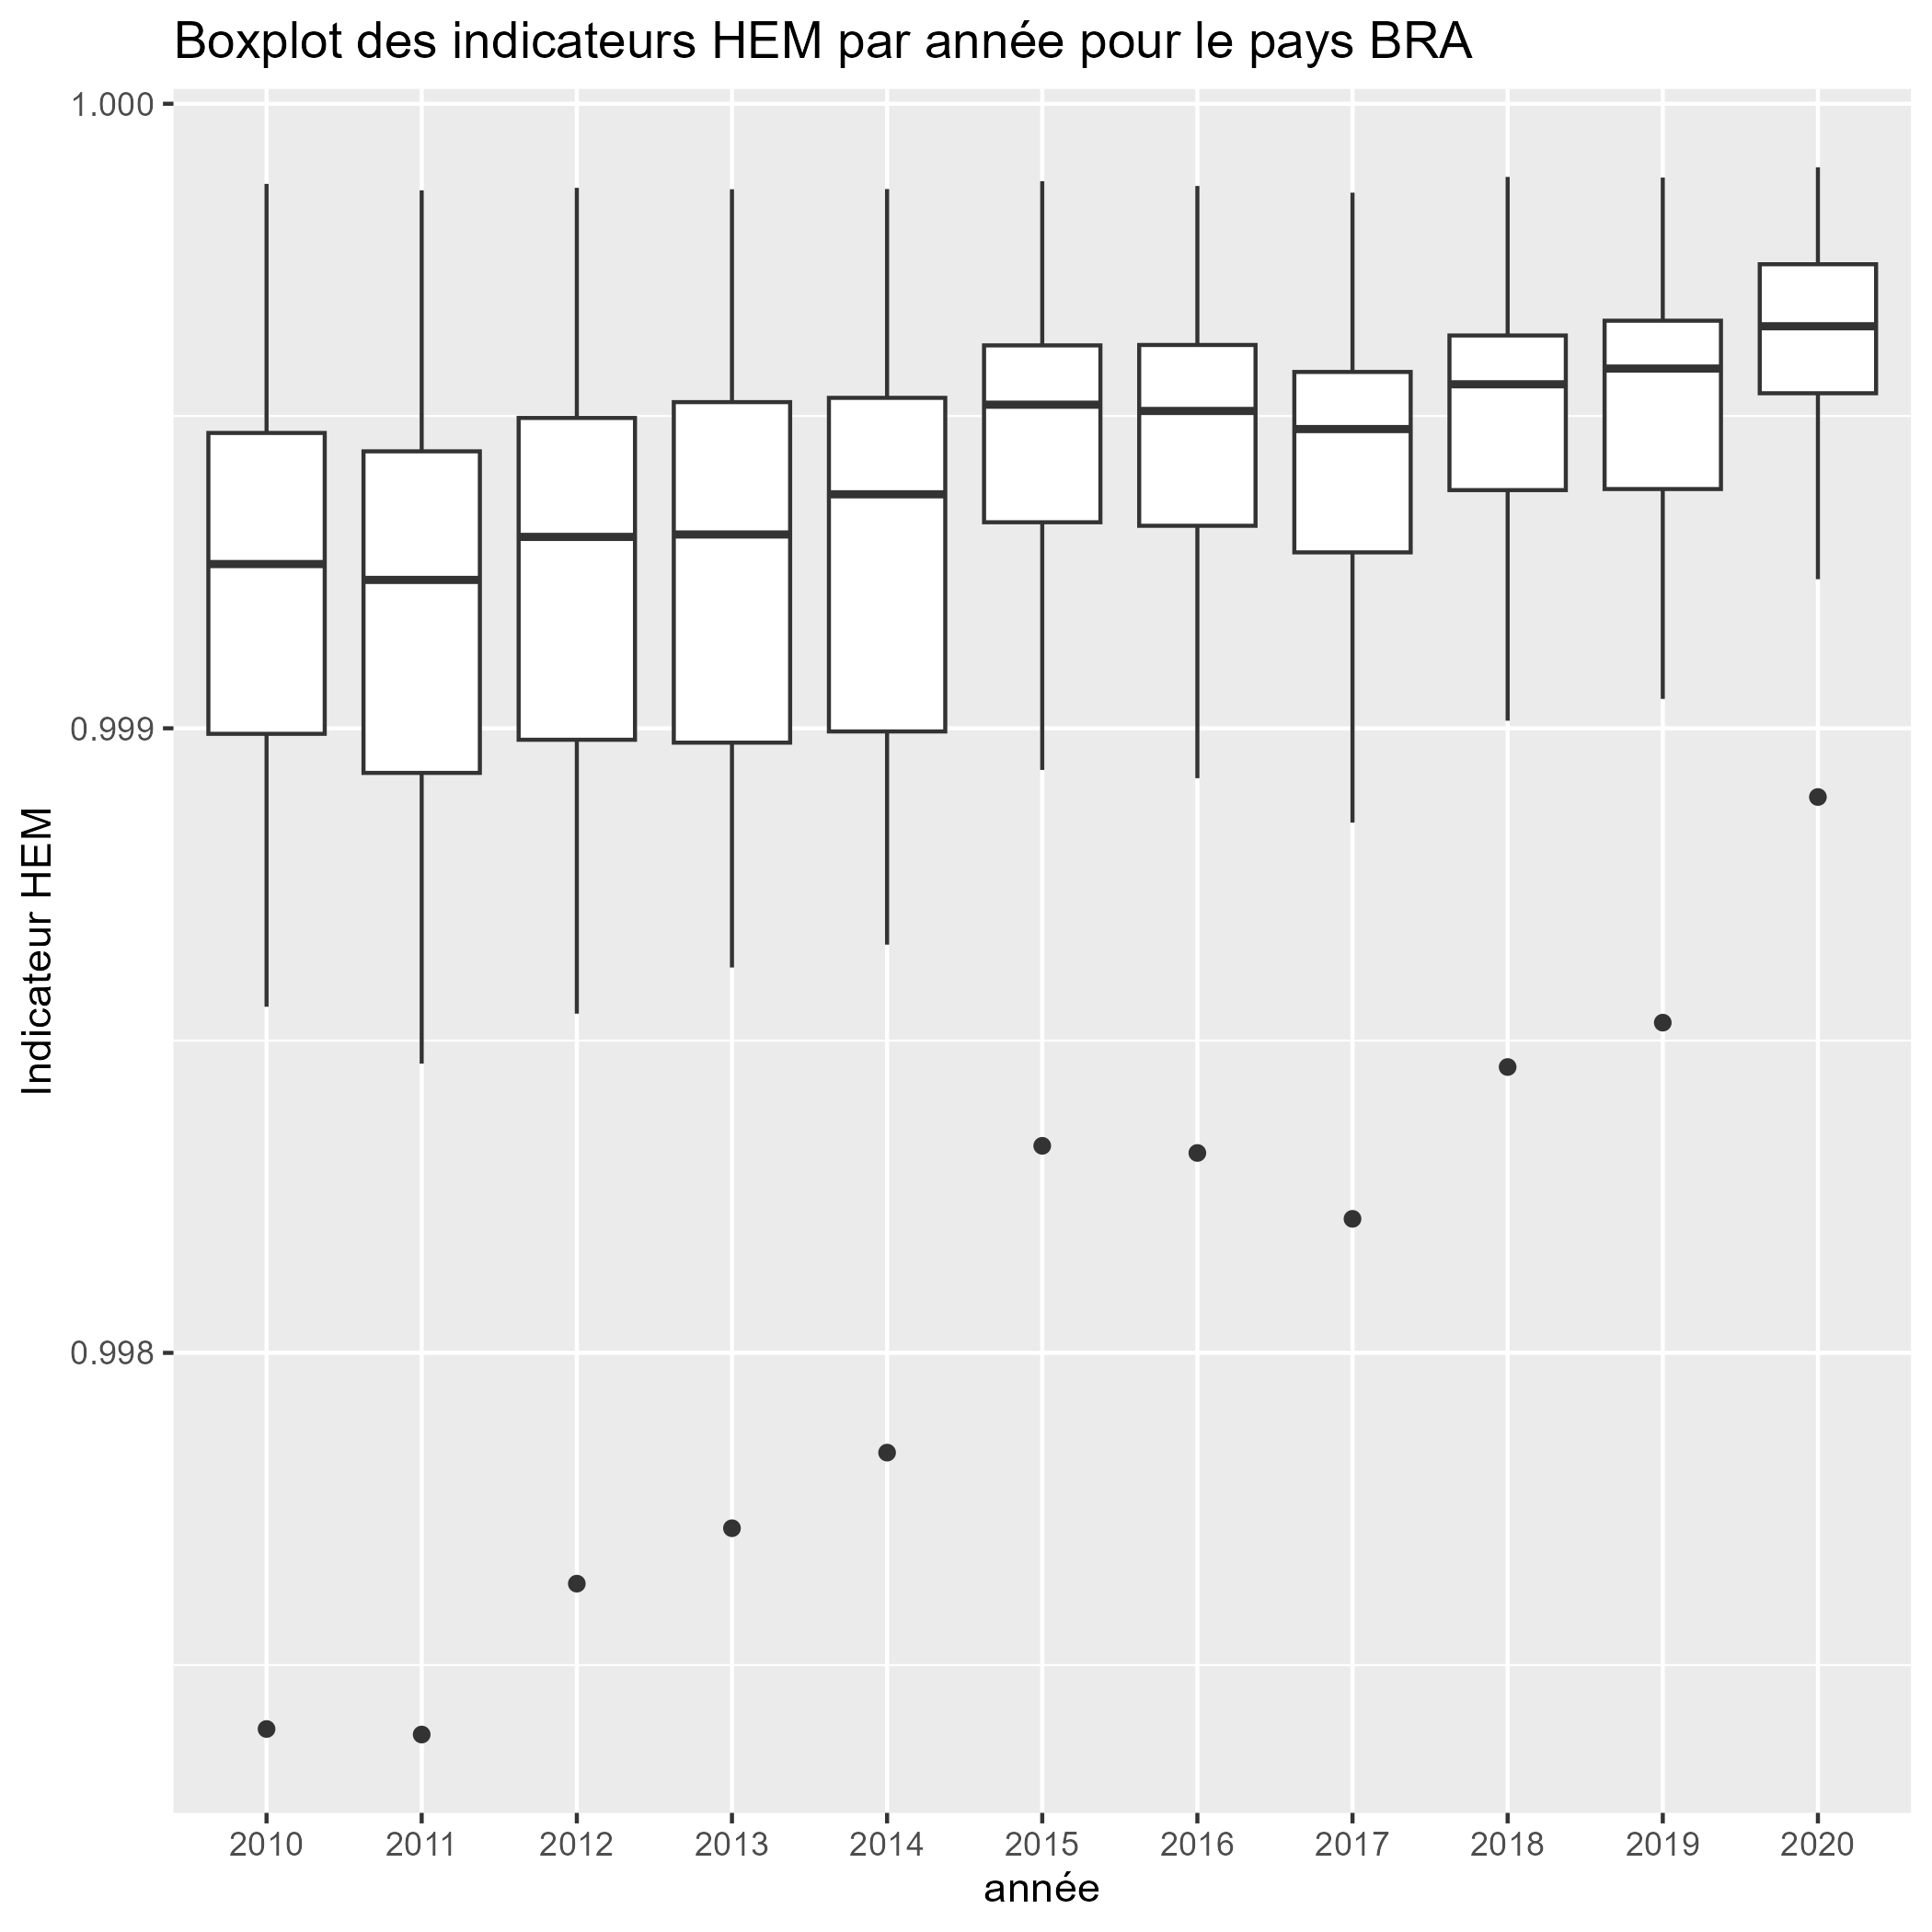 Boxplot des indicateurs HEM par année pour le pays BRA
1.000
0.999
0.998
Indicateur HEM
2010 2011 2012 2013 2014 2015 2016 2017 2018 2019 2020
année